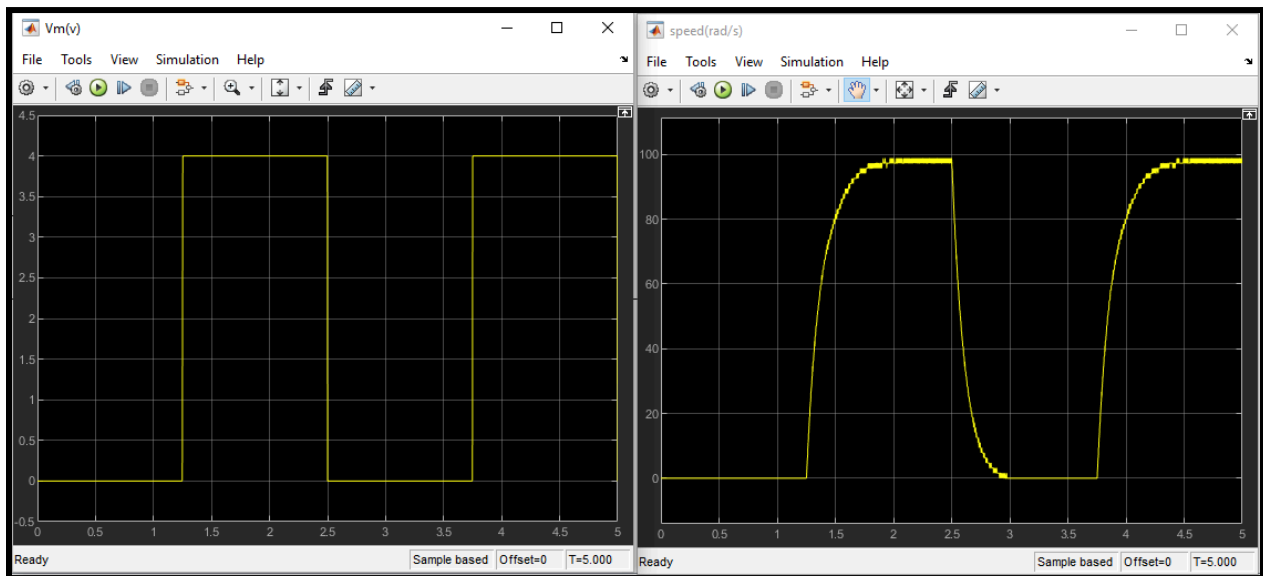 Vm(v)
File Tools View Simulation Help
4.5
4
3.5
3
2.5
2
1.5
1
0.5
0
-0.5
0 0.5 1 1.5 2 2.5 3 3.5 4 4.5 5
Ready Sample based Offset=0 T=5.000
speed(rad/s)
File Tools View Simulation Help
100
80
60
40
20
0
0 0.5 1 1.5 2 2.5 3 3.5 4 4.5 5
Ready Sample based Offset=0 T=5.000